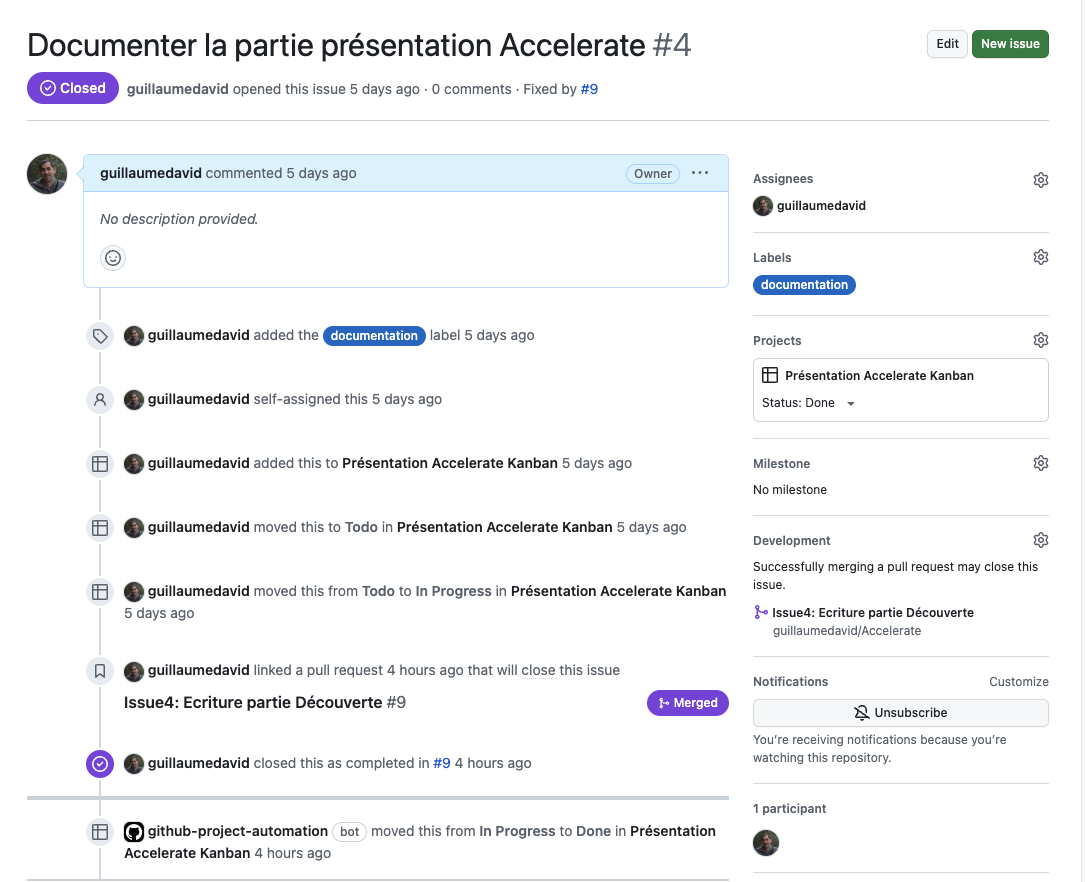 Documenter la partie présentation Accelerate #4
Edit
New issue
Closed
guillaumedavid opened this issue 5 days ago · 0 comments · Fixed by #9
guillaumedavid commented 5 days ago
Owner
No description provided.
guillaumedavid added the documentation label 5 days ago
guillaumedavid self-assigned this 5 days ago
guillaumedavid added this to Présentation Accelerate Kanban 5 days ago
guillaumedavid moved this to Todo in Présentation Accelerate Kanban 5 days ago
guillaumedavid moved this from Todo to In Progress in Présentation Accelerate Kanban
5 days ago
guillaumedavid linked a pull request 4 hours ago that will close this issue
Issue4: Ecriture partie Découverte #9
Merged
guillaumedavid closed this as completed in #9 4 hours ago
github-project-automation bot moved this from In Progress to Done in Présentation
Accelerate Kanban 4 hours ago
Assignees
guillaumedavid
Labels
documentation
Projects
Présentation Accelerate Kanban
Status: Done
Milestone
No milestone
Development
Successfully merging a pull request may close this
issue.
Issue4: Ecriture partie Découverte
guillaumedavid/Accelerate
Notifications
Customize
Unsubscribe
You're receiving notifications because you're
watching this repository.
1 participant